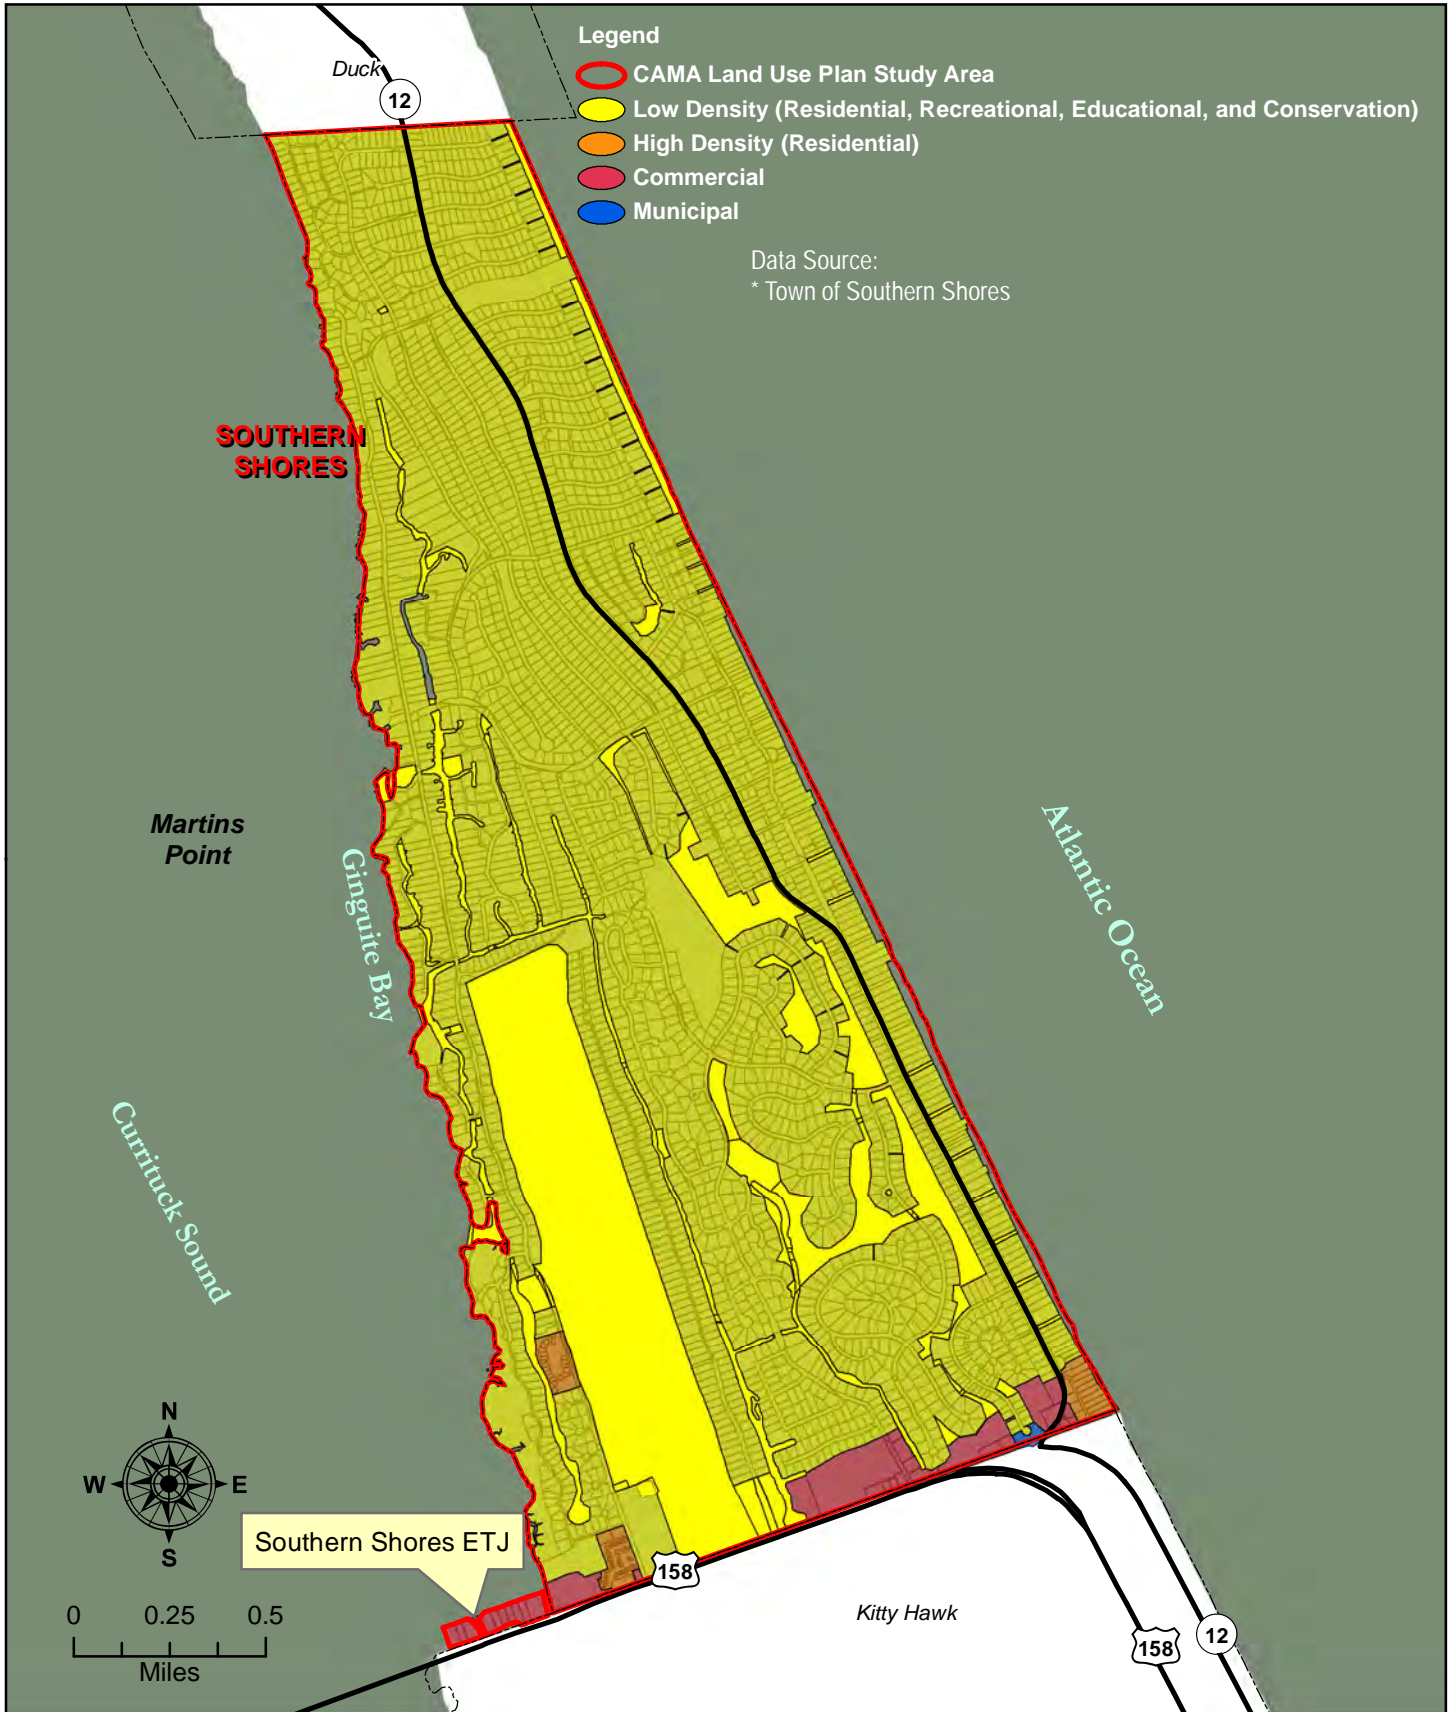 Legend
CAMA Land Use Plan Study Area
Low Density (Residential, Recreational, Educational, and Conservation)
High Density (Residential)
Commercial
Municipal
Data Source:
* Town of Southern Shores
Duck
12
SOUTHERN
SHORES
Martins
Point
Ginguite Bay
Atlantic Ocean
Currituck Sound
N
W
E
S
Southern Shores ETJ
158
0 0.25 0.5
Miles
Kitty Hawk
158
12